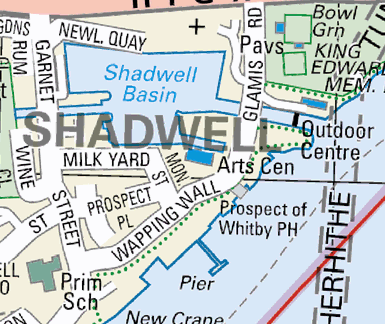 GDNS
RUM
GARNET
NEWL. QUAY
GLAMIS RD
Pavs
Bowl
Grn
KING
EDWARD
MEM.
Shadwell
Basin
SHADWELL
Outdoor
Centre
MILK YARD
MON
ST
Arts Cen
WINE
STREET
ST
PROSPECT
PL
WAPPING WALL
Prospect of
Whitby PH
Prim
Sch
Pier
New Crane
HERHITHE
TU